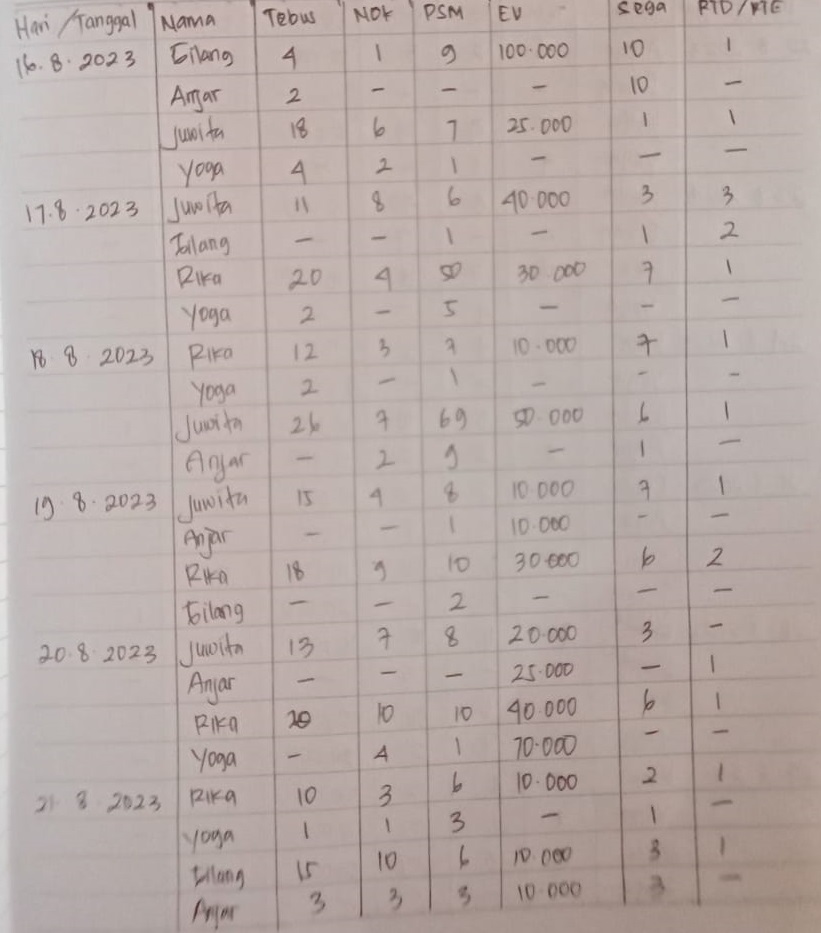 Hari/Tanggal Nama Tebus NOK PSM EV Sega RTD/RTE
16.8.2023 Gilang 4 1 9 100.000 10 1
Anjar 2 - - - 10 -
Juwita 18 6 7 25.000 1 1
Yoga 4 2 1 - - -
17.8.2023 Juwita 11 8 6 40.000 3 3
Gilang - - 1 - 1 2
Rika 20 4 50 30.000 7 1
Yoga 2 - 5 - - -
18.8.2023 Rika 12 3 7 10.000 7 1
Yoga 2 - 1 - - -
Juwita 26 7 69 50.000 6 1
Anjar - 2 9 - 1 -
19.8.2023 Juwita 15 4 8 10.000 7 1
Anjar - - 1 10.000 - -
Rika 18 9 10 30.000 6 2
Gilang - - 2 - - -
20.8.2023 Juwita 13 7 8 20.000 3 -
Anjar - - - 25.000 - 1
Rika 20 10 10 40.000 6 1
Yoga - 4 1 70.000 - -
21.8.2023 Rika 10 3 6 10.000 2 1
Yoga 1 1 3 - 1 -
Gilang 15 10 6 10.000 3 1
Anjar 3 3 3 10.000 3 -